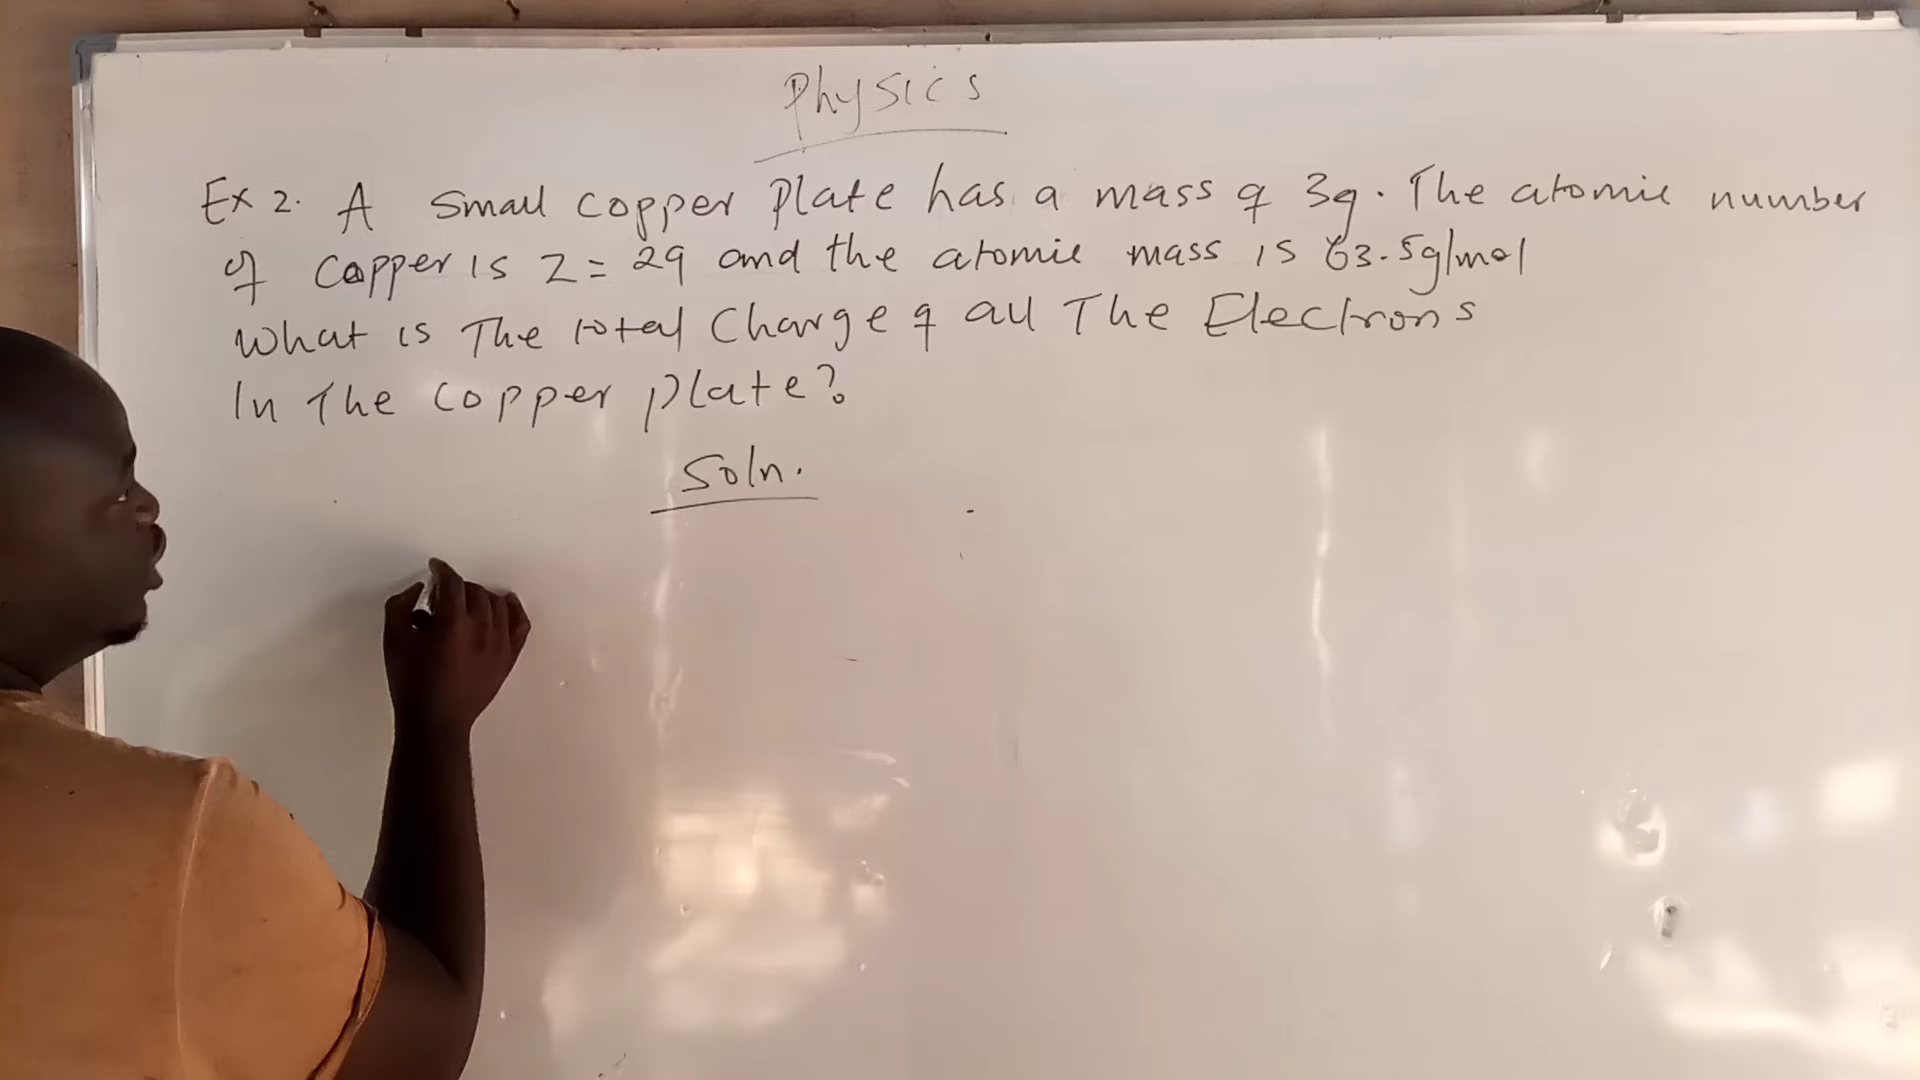 Physics
Ex 2. A small copper plate has a mass of 3g. The atomic number
of Copper is Z = 29 and the atomic mass is 63.5g/mol
What is The total Charge of all The Electrons
In The copper plate?
Soln.